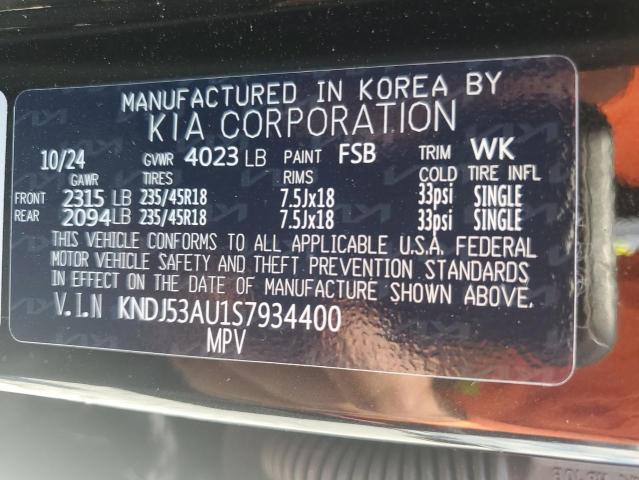 MANUFACTURED IN KOREA BY
KIA CORPORATION
10/24 GVWR 4023 LB PAINT FSB TRIM WK
GAWR TIRES RIMS COLD TIRE INFL
FRONT 2315 LB 235/45R18 7.5Jx18 33psi SINGLE
REAR 2094 LB 235/45R18 7.5Jx18 33psi SINGLE
THIS VEHICLE CONFORMS TO ALL APPLICABLE U.S.A. FEDERAL
MOTOR VEHICLE SAFETY AND THEFT PREVENTION STANDARDS
IN EFFECT ON THE DATE OF MANUFACTURE SHOWN ABOVE.
V.I.N KNDJ53AU1S7934400
MPV